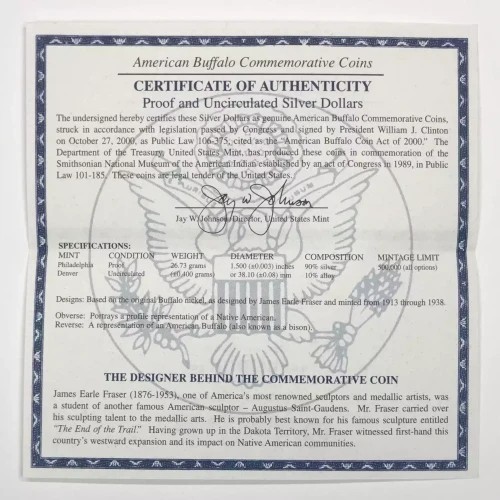 American Buffalo Commemorative Coins
CERTIFICATE OF AUTHENTICITY
Proof and Uncirculated Silver Dollars
The undersigned hereby certifies these Silver Dollars as genuine American Buffalo Commemorative Coins,
struck in accordance with legislation passed by Congress and signed by President William J. Clinton
on October 27, 2000, as Public Law 106-375, cited as the "American Buffalo Coin Act of 2000." The
Department of the Treasury, United States Mint, has produced these coins in commemoration of the
Smithsonian National Museum of the American Indian established by an act of Congress in 1989, in Public
Law 101-185. These coins are legal tender of the United States.
Jay W. Johnson
Jay W. Johnson, Director, United States Mint
SPECIFICATIONS:
MINT CONDITION WEIGHT DIAMETER COMPOSITION MINTAGE LIMIT
Philadelphia Proof 26.73 grams 1.500 (±0.003) inches 90% silver 500,000 (all options)
Denver Uncirculated (±0.400 grams) or 38.10 (±0.08) mm 10% alloy
Designs: Based on the original Buffalo nickel, as designed by James Earle Fraser and minted from 1913 through 1938.
Obverse: Portrays a profile representation of a Native American.
Reverse: A representation of an American Buffalo (also known as a bison).
THE DESIGNER BEHIND THE COMMEMORATIVE COIN
James Earle Fraser (1876-1953), one of America's most renowned sculptors and medallic artists, was
a student of another famous American sculptor – Augustus Saint-Gaudens. Mr. Fraser carried over
his sculpting talent to the medallic arts. He is probably best known for his famous sculpture entitled
"The End of the Trail." Having grown up in the Dakota Territory, Mr. Fraser witnessed first-hand this
country's westward expansion and its impact on Native American communities.